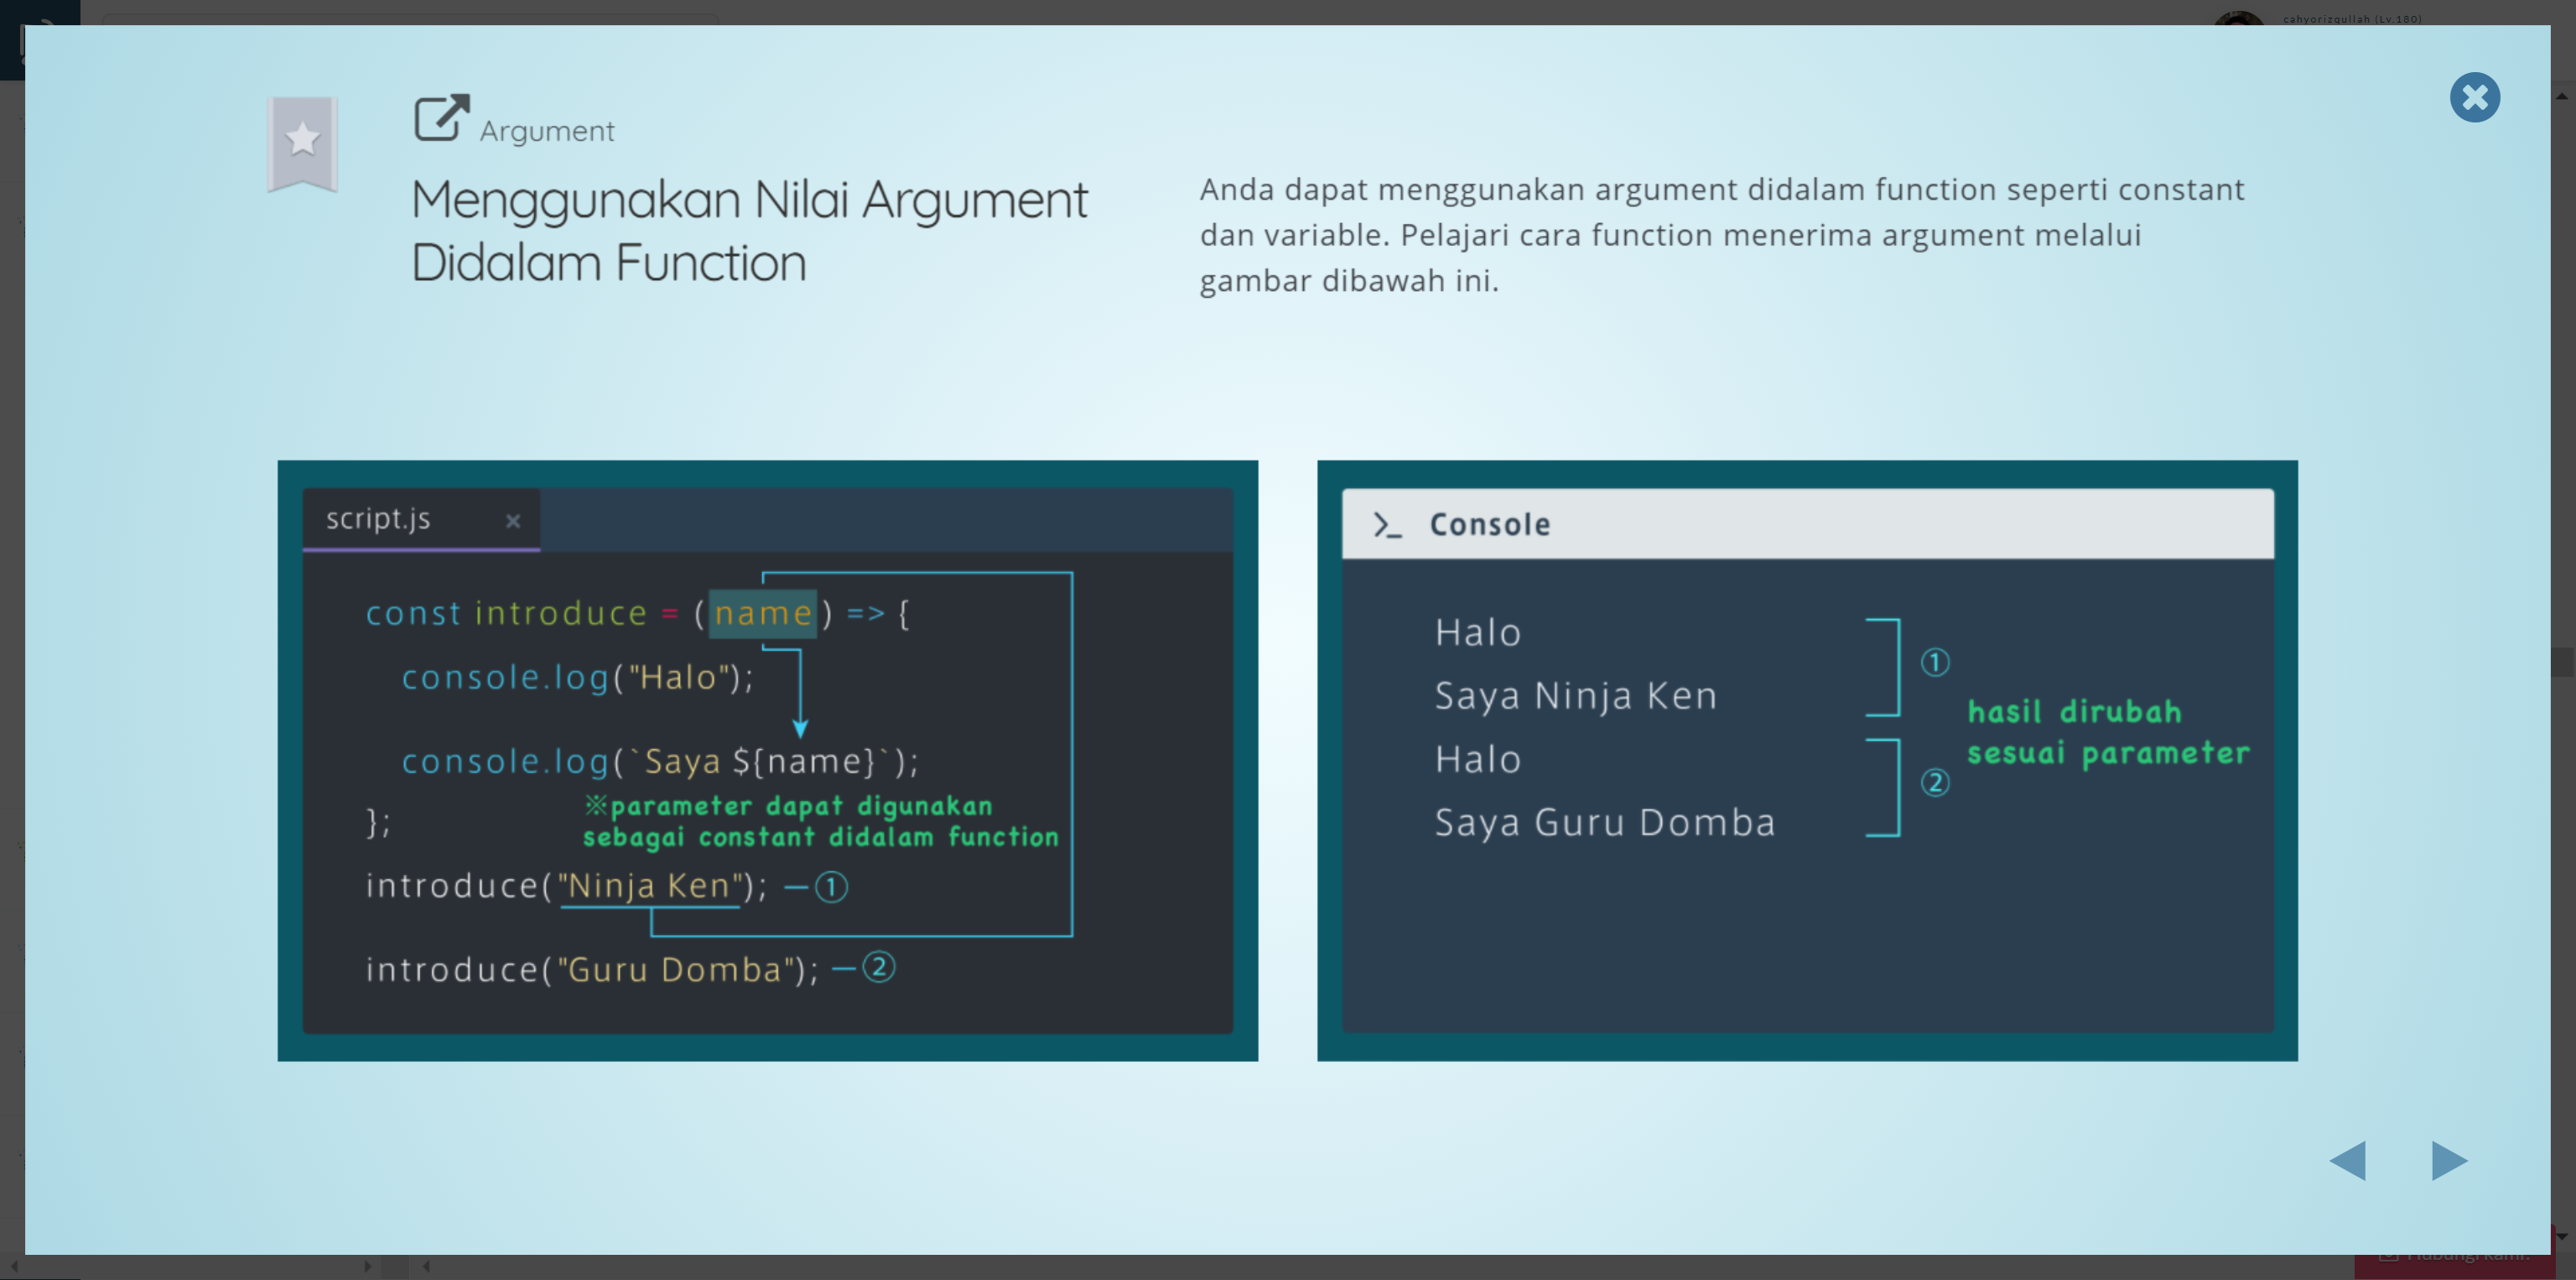 cahyorizqullah (Lv.180)
Argument
Menggunakan Nilai Argument
Didalam Function
Anda dapat menggunakan argument didalam function seperti constant
dan variable. Pelajari cara function menerima argument melalui
gambar dibawah ini.
script.js ×
const introduce = (name) => {
console.log("Halo");
console.log(`Saya ${name}`);
※parameter dapat digunakan
sebagai constant didalam function
};
introduce("Ninja Ken"); —①
introduce("Guru Domba"); —②
>_ Console
Halo
Saya Ninja Ken
①
Halo
Saya Guru Domba
②
hasil dirubah
sesuai parameter
Hubungi kami!